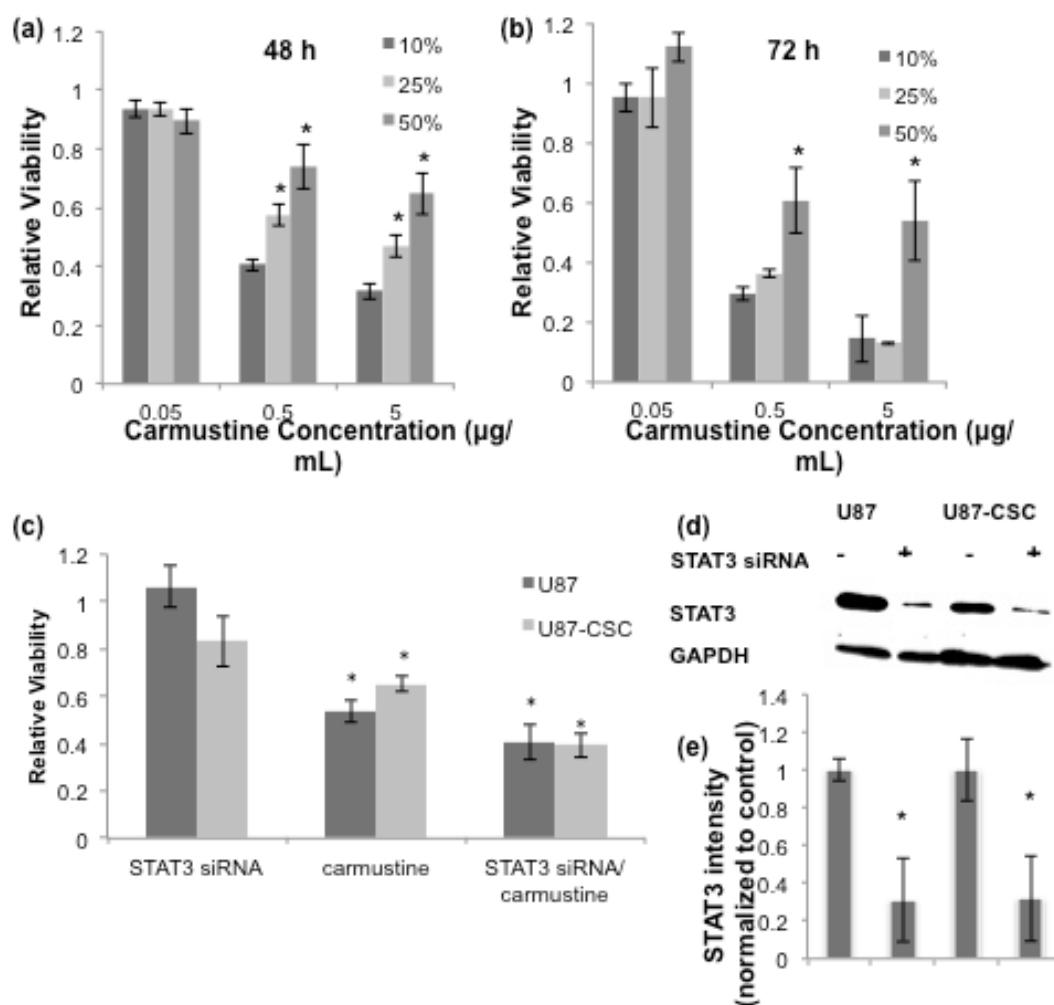 (a)
48 h
10%
25%
50%
1.2
1
0.8
0.6
0.4
0.2
0
Relative Viability
* * * *
0.05 0.5 5
Carmustine Concentration (µg/
mL)
(b)
72 h
10%
25%
50%
1.2
1
0.8
0.6
0.4
0.2
0
Relative Viability
* *
0.05 0.5 5
Carmustine Concentration (µg/
mL)
(c)
1.2
1
0.8
0.6
0.4
0.2
0
Relative Viability
U87
U87-CSC
* * * *
STAT3 siRNA carmustine STAT3 siRNA/
carmustine
(d)
U87 U87-CSC
STAT3 siRNA - + - +
STAT3
GAPDH
(e)
1.4
1.2
1
0.8
0.6
0.4
0.2
0
STAT3 intensity
(normalized to control)
* *